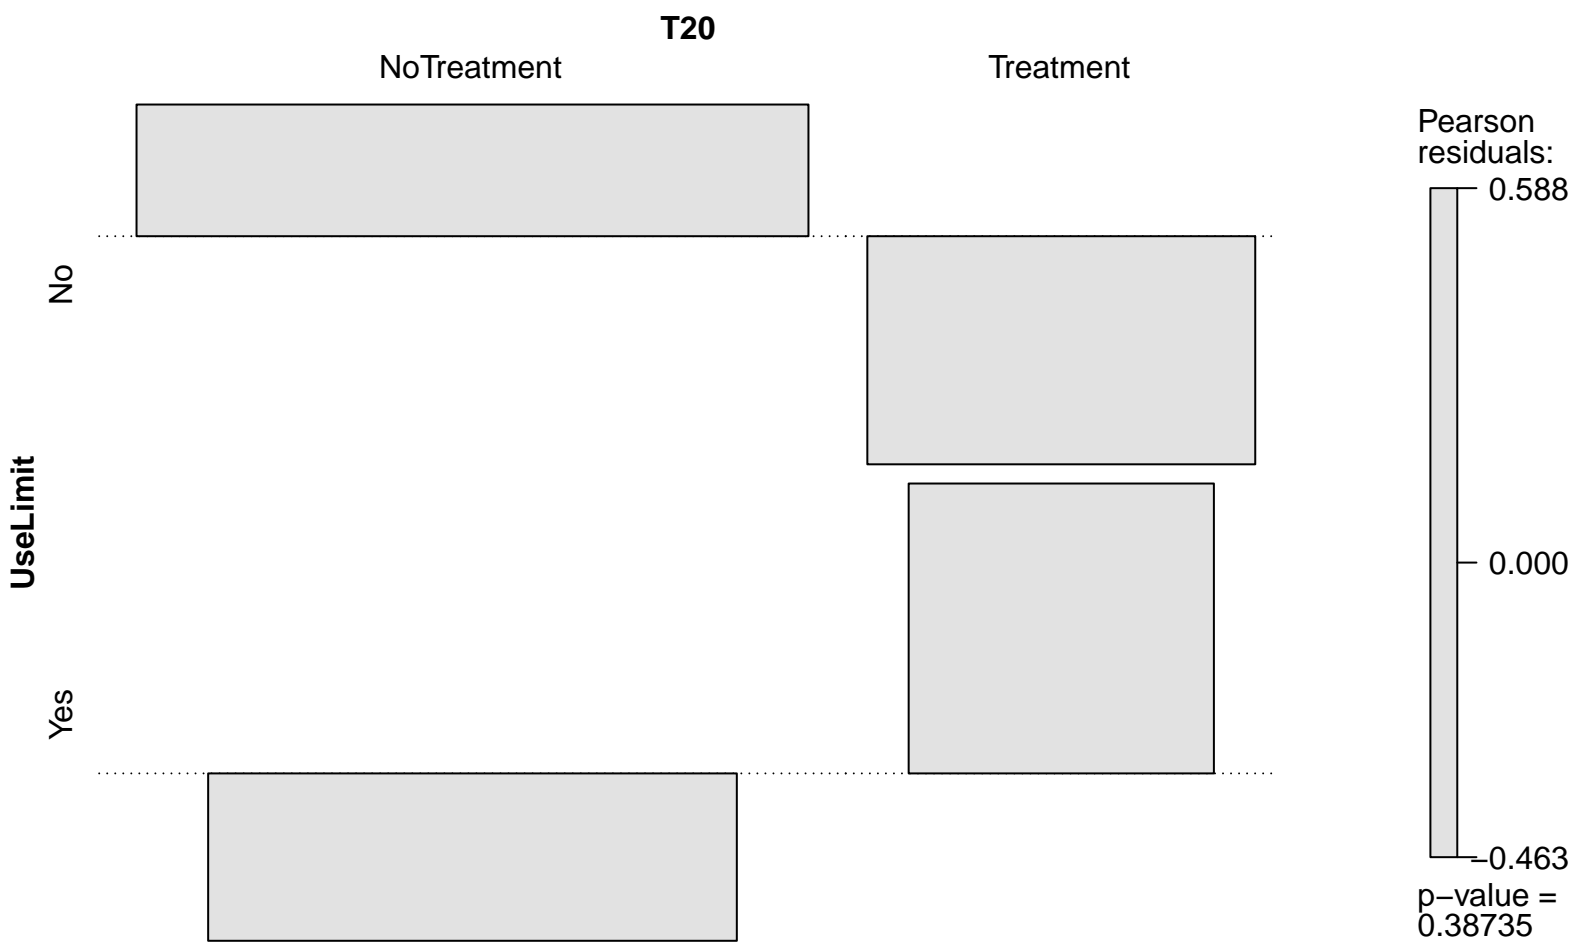 T20
NoTreatment Treatment
Pearson
residuals:
0.588
No
UseLimit
0.000
Yes
−0.463
p−value =
0.38735